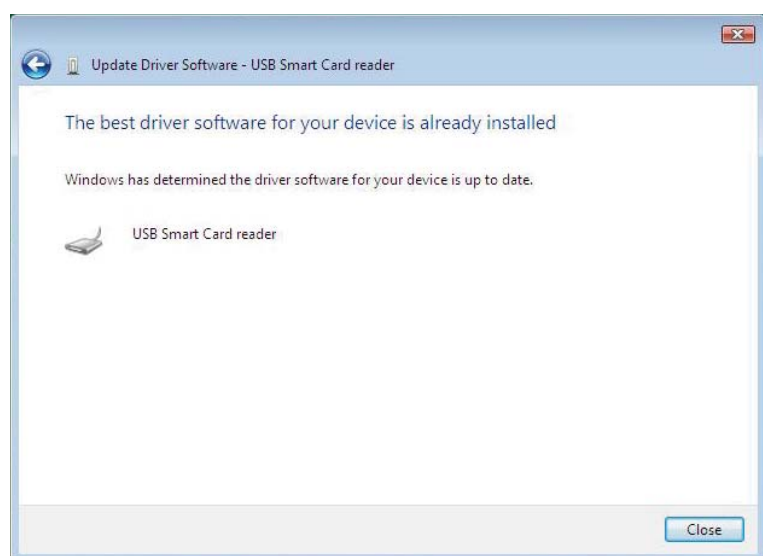 Update Driver Software - USB Smart Card reader
The best driver software for your device is already installed
Windows has determined the driver software for your device is up to date.
USB Smart Card reader
Close